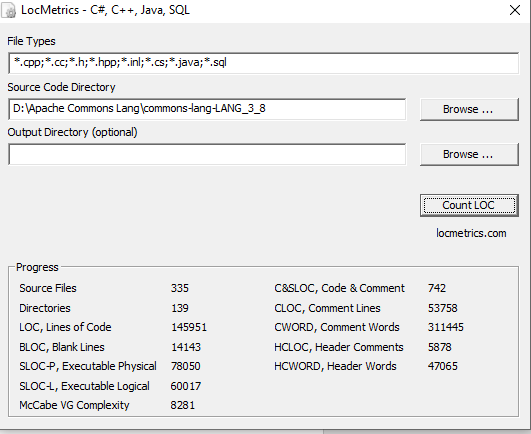 LocMetrics - C#, C++, Java, SQL
File Types
*.cpp;*.cc;*.h;*.hpp;*.inl;*.cs;*.java;*.sql
Source Code Directory
D:\Apache Commons Lang\commons-lang-LANG_3_8
Browse ...
Output Directory (optional)
Browse ...
Count LOC
locmetrics.com
Progress
Source Files 335 C&SLOC, Code & Comment 742
Directories 139 CLOC, Comment Lines 53758
LOC, Lines of Code 145951 CWORD, Comment Words 311445
BLOC, Blank Lines 14143 HCLOC, Header Comments 5878
SLOC-P, Executable Physical 78050 HCWORD, Header Words 47065
SLOC-L, Executable Logical 60017
McCabe VG Complexity 8281